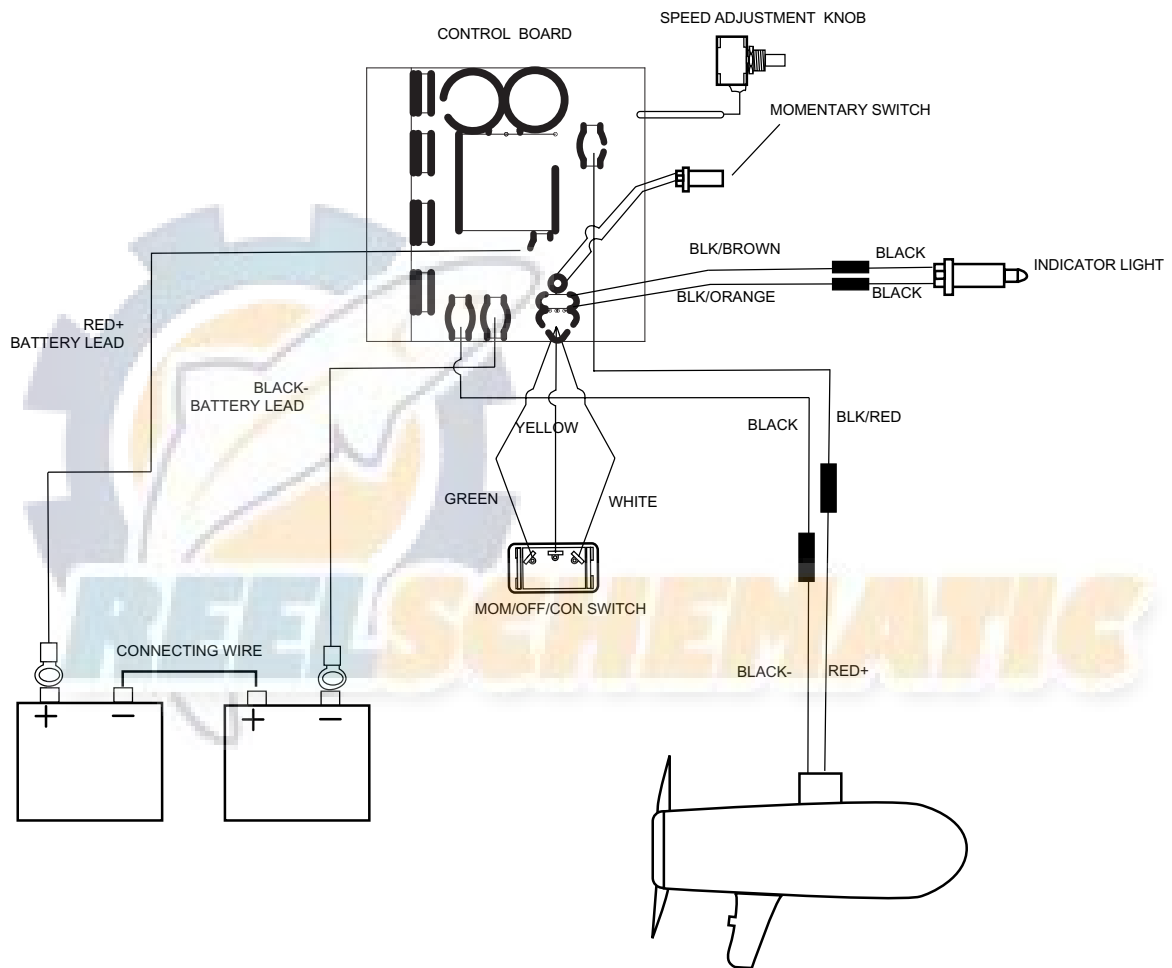 SPEED ADJUSTMENT KNOB
CONTROL BOARD
MOMENTARY SWITCH
BLK/BROWN
BLACK
INDICATOR LIGHT
BLK/ORANGE
BLACK
RED+
BATTERY LEAD
BLACK-
BATTERY LEAD
YELLOW
BLACK
BLK/RED
GREEN
WHITE
MOM/OFF/CON SWITCH
REELSCHEMATIC
CONNECTING WIRE
BLACK-
RED+
+
−
+
−